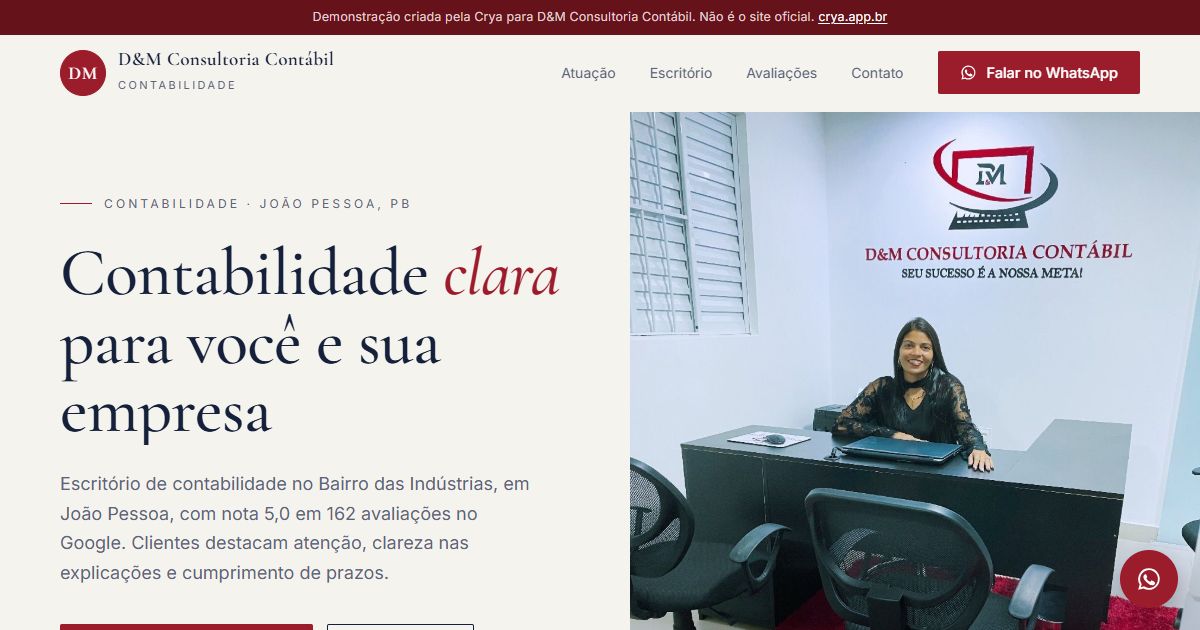 Demonstração criada pela Crya para D&M Consultoria Contábil. Não é o site oficial. crya.app.br
DM
D&M Consultoria Contábil
CONTABILIDADE
Atuação
Escritório
Avaliações
Contato
Falar no WhatsApp
CONTABILIDADE · JOÃO PESSOA, PB
Contabilidade clara
para você e sua
empresa
Escritório de contabilidade no Bairro das Indústrias, em
João Pessoa, com nota 5,0 em 162 avaliações no
Google. Clientes destacam atenção, clareza nas
explicações e cumprimento de prazos.
D&M
D&M CONSULTORIA CONTÁBIL
SEU SUCESSO É A NOSSA META!